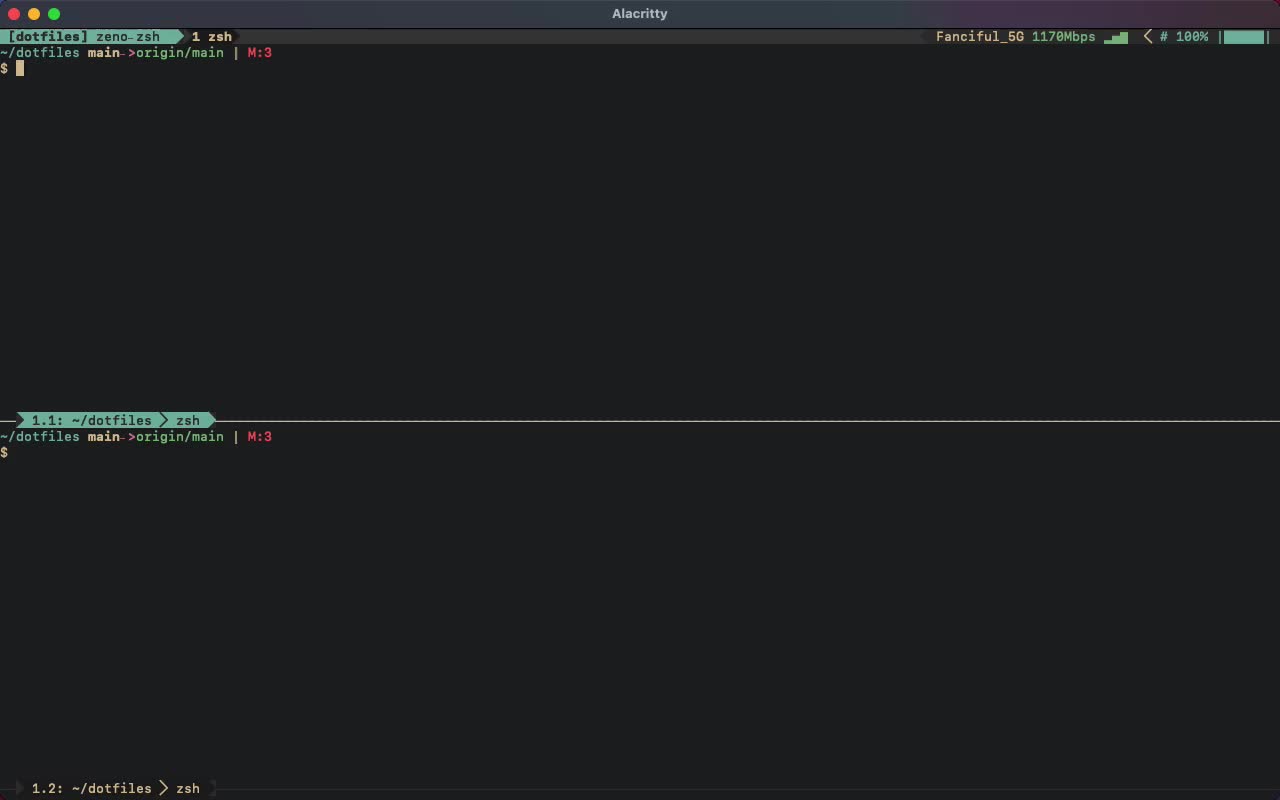 Alacritty
[dotfiles] zeno-zsh 1 zsh Fanciful_5G 1170Mbps # 100%
~/dotfiles main->origin/main | M:3
$
1.1: ~/dotfiles zsh
~/dotfiles main->origin/main | M:3
$
1.2: ~/dotfiles zsh